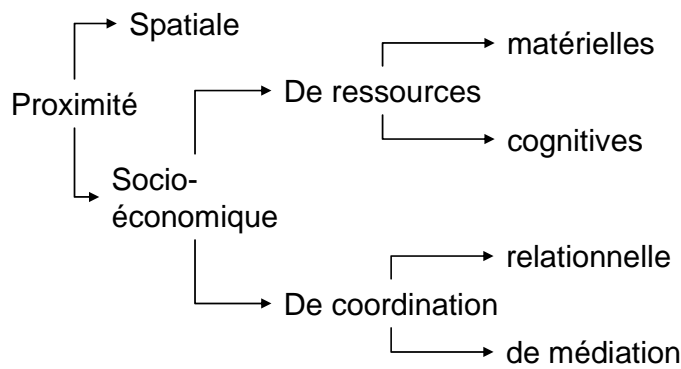 Spatiale
matérielles
De ressources
Proximité
cognitives
Socio-
économique
relationnelle
De coordination
de médiation